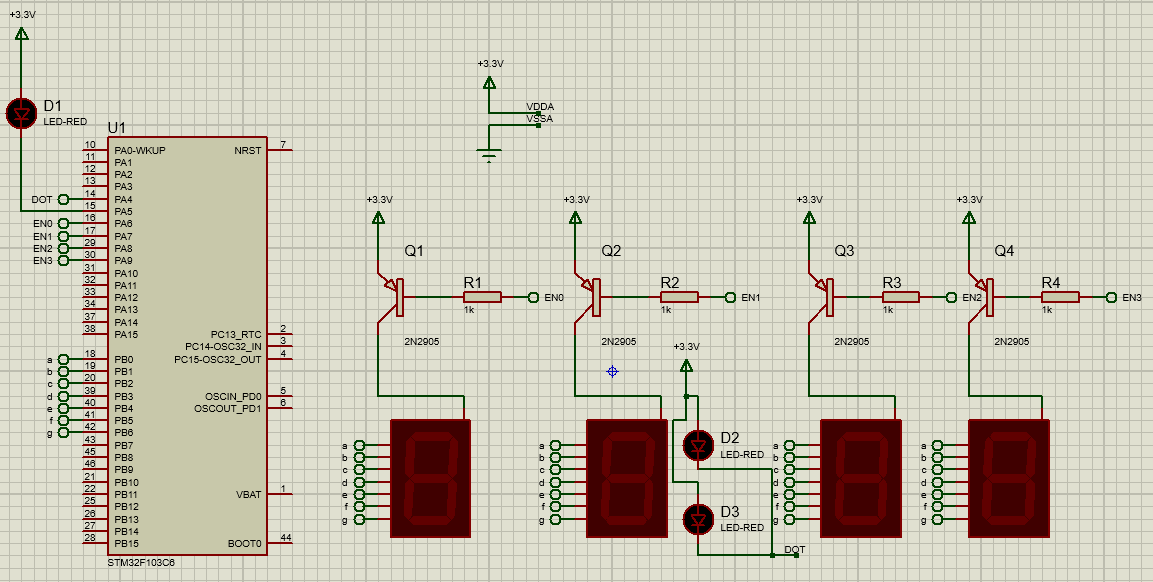 +3.3V
D1
LED-RED
U1
10 PA0-WKUP NRST 7
11 PA1
12 PA2
13 PA3
DOT 14 PA4
15 PA5
EN0 16 PA6
EN1 17 PA7
EN2 29 PA8
EN3 30 PA9
31 PA10
32 PA11
33 PA12
34 PA13
37 PA14
38 PA15
PC13_RTC 2
PC14-OSC32_IN 3
a 18 PB0 PC15-OSC32_OUT 4
b 19 PB1
c 20 PB2
d 39 PB3 OSCIN_PD0 5
e 40 PB4 OSCOUT_PD1 6
f 41 PB5
g 42 PB6
43 PB7
45 PB8
46 PB9
21 PB10
22 PB11 VBAT 1
25 PB12
26 PB13
27 PB14
28 PB15 BOOT0 44
STM32F103C6
+3.3V
VDDA
VSSA
+3.3V
Q1
R1
EN0
1k
2N2905
a
b
c
d
e
f
g
+3.3V
Q2
R2
EN1
1k
2N2905
a
b
c
d
e
f
g
+3.3V
D2
LED-RED
D3
LED-RED
DOT
+3.3V
Q3
R3
EN2
1k
2N2905
a
b
c
d
e
f
g
+3.3V
Q4
R4
EN3
1k
2N2905
a
b
c
d
e
f
g